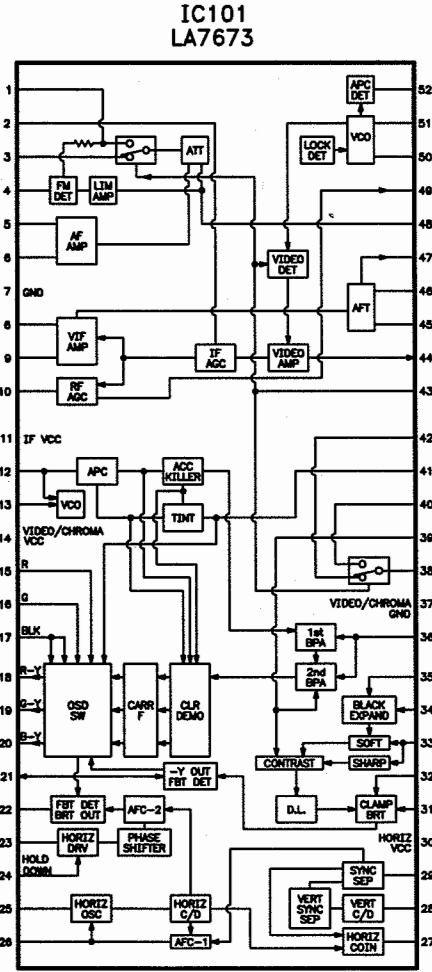 IC101
LA7673
1
2
3
4
5
6
7
8
9
10
11
12
13
14
15
16
17
18
19
20
21
22
23
24
25
26
52
51
50
49
48
47
46
45
44
43
42
41
40
39
38
37
36
35
34
33
32
31
30
29
28
27
APC
DET
VCO
LOCK
DET
ATT
FM
DET
LIM
AMP
AF
AMP
VIDEO
DET
GND
AFT
VIF
AMP
IF
AGC
VIDEO
AMP
RF
AGC
IF VCC
APC
ACC
KILLER
VCO
TINT
VIDEO/CHROMA
VCC
R
G
BLK
R-Y
G-Y
B-Y
VIDEO/CHROMA
GND
1st
BPA
2nd
BPA
OSD
SW
CARR
F
CLR
DEMO
BLACK
EXPAND
SOFT
CONTRAST
SHARP
-Y OUT
FBT DET
FBT DET
BRT OUT
AFC-2
D.L.
CLAMP
BRT
HORIZ
DRV
PHASE
SHIFTER
HORIZ
VCC
HOLD
DOWN
SYNC
SEP
HORIZ
OSC
HORIZ
C/D
VERT
SYNC
SEP
VERT
C/D
AFC-1
HORIZ
COIN